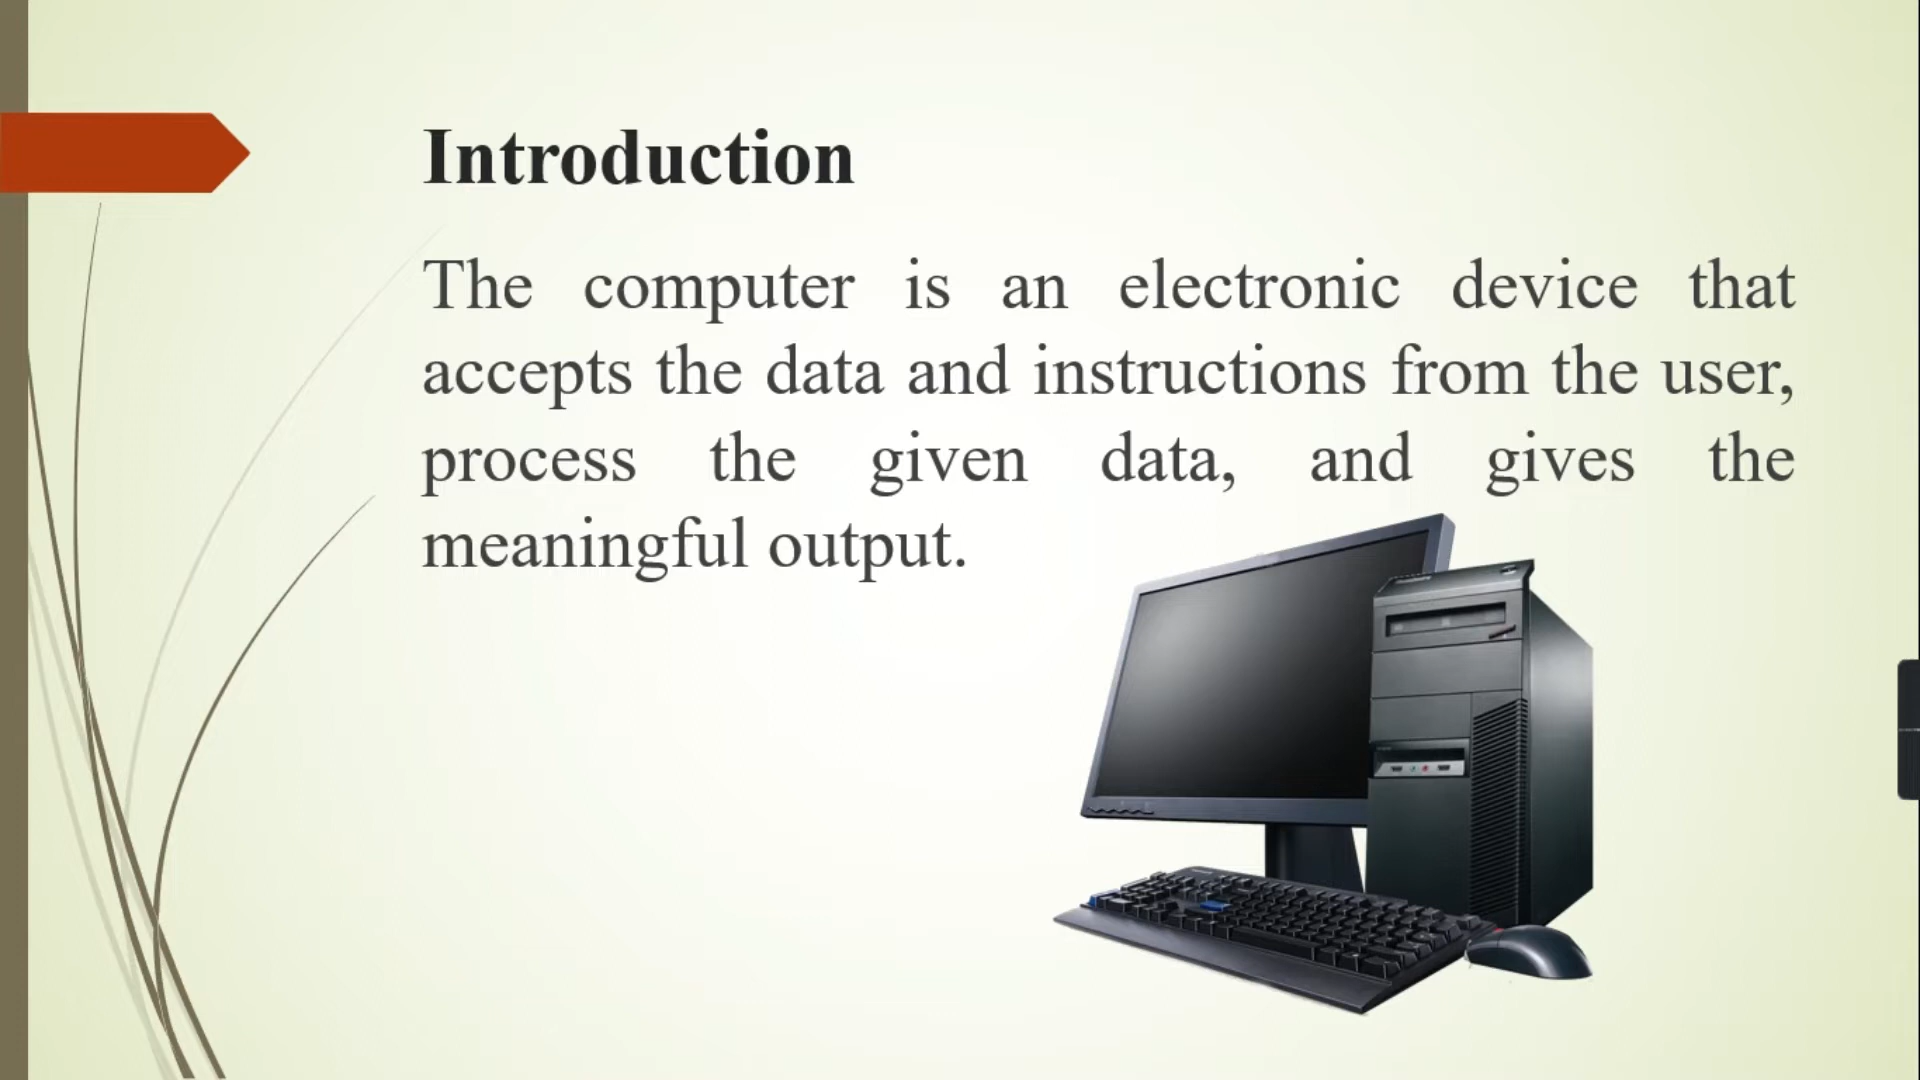 Introduction
The computer is an electronic device that
accepts the data and instructions from the user,
process the given data, and gives the
meaningful output.